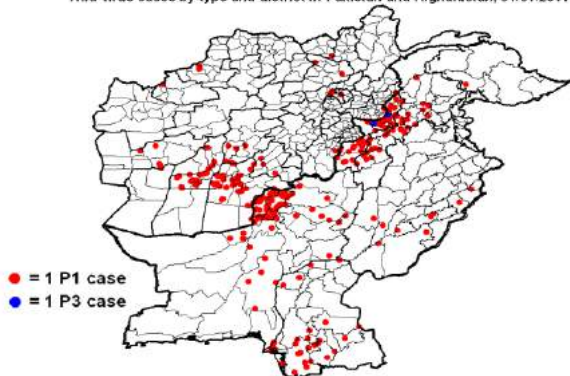 Wild virus cases by type and district in Pakistan and Afghanistan,
= 1 P1 case
= 1 P3 case